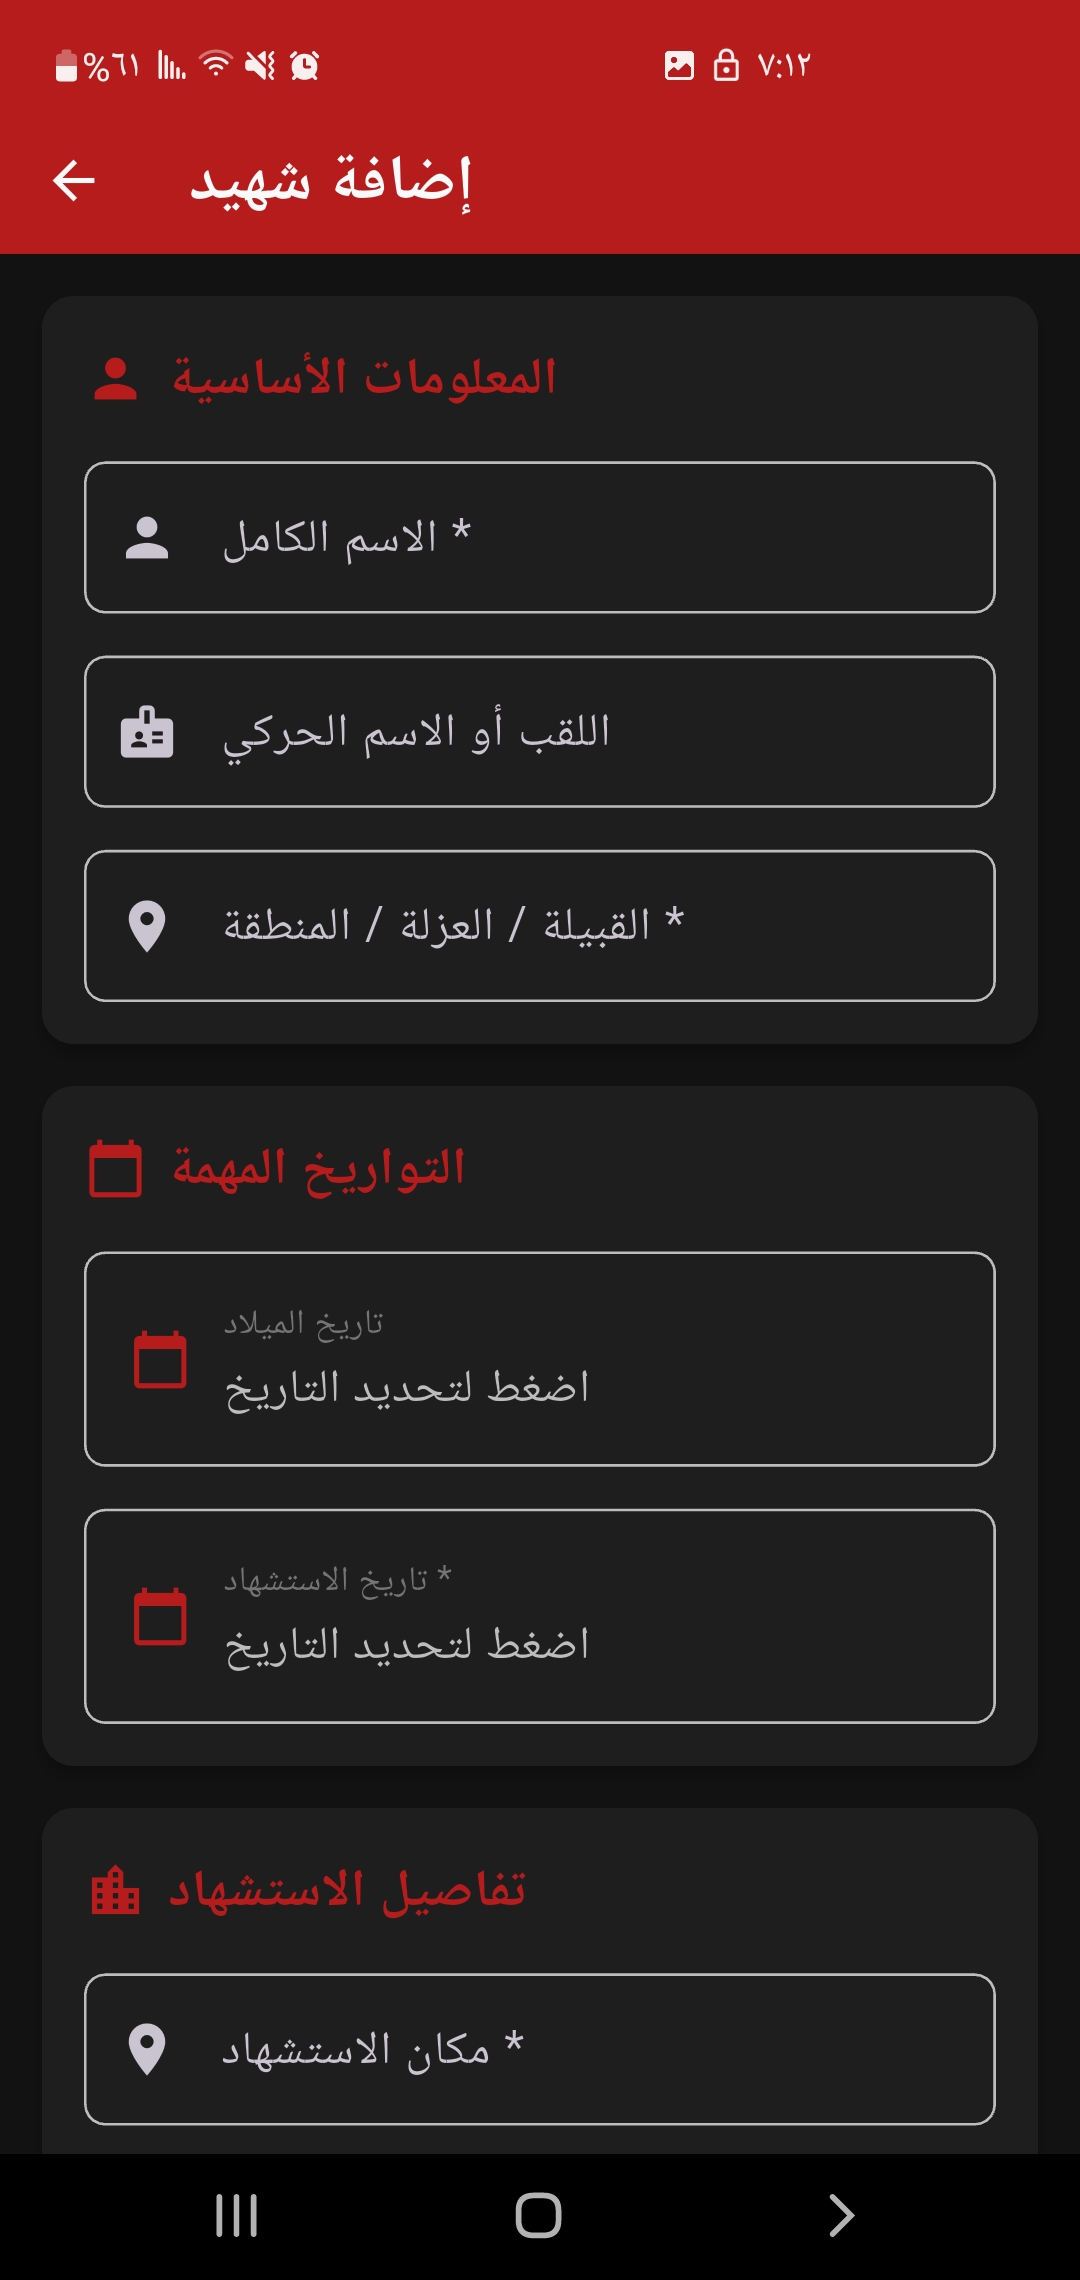 ٧:١٢ %٦١
إضافة شهيد
المعلومات الأساسية
الاسم الكامل *
اللقب أو الاسم الحركي
القبيلة / العزلة / المنطقة *
التواريخ المهمة
تاريخ الميلاد
اضغط لتحديد التاريخ
تاريخ الاستشهاد *
اضغط لتحديد التاريخ
تفاصيل الاستشهاد
مكان الاستشهاد *